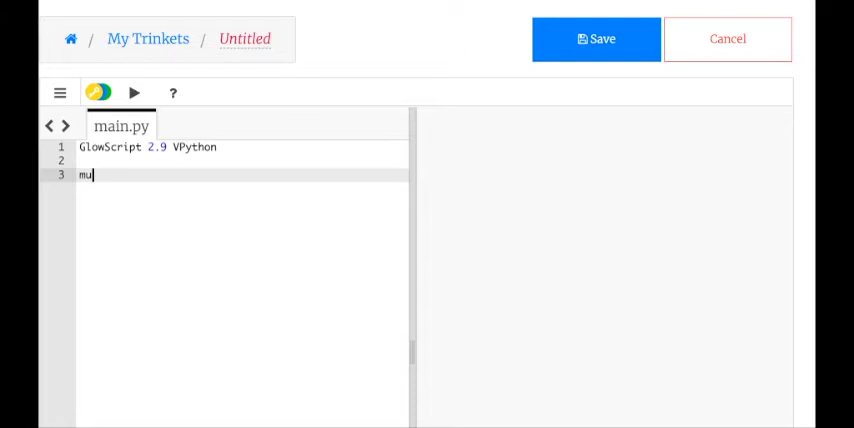 / My Trinkets / Untitled
Save
Cancel
?
main.py
1 GlowScript 2.9 VPython
2
3 mu